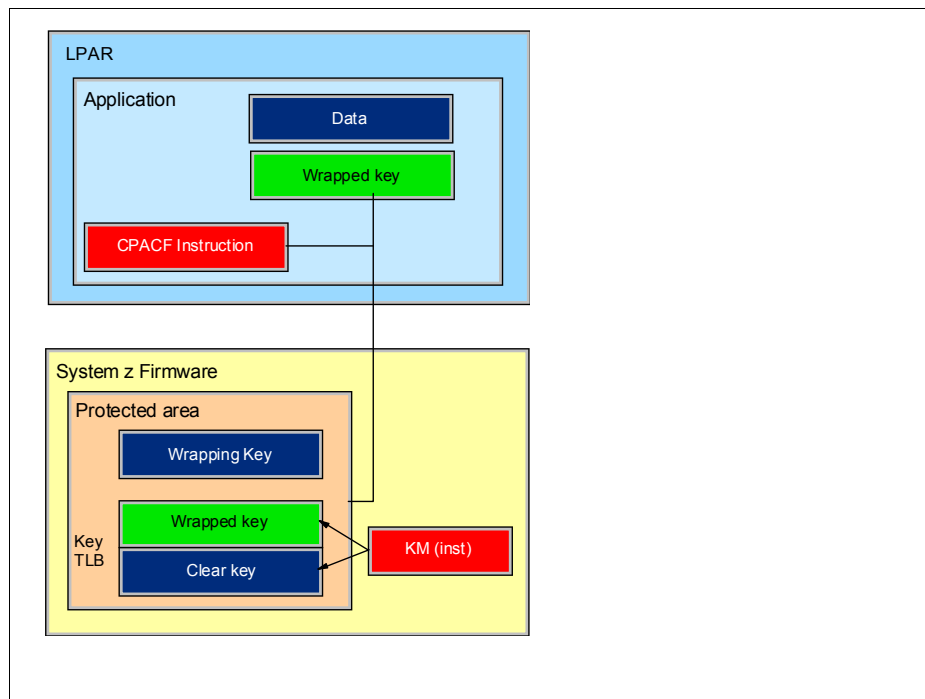 LPAR
Application
Data
Wrapped key
CPACF Instruction
System z Firmware
Protected area
Wrapping Key
Wrapped key
Key
TLB
KM (inst)
Clear key